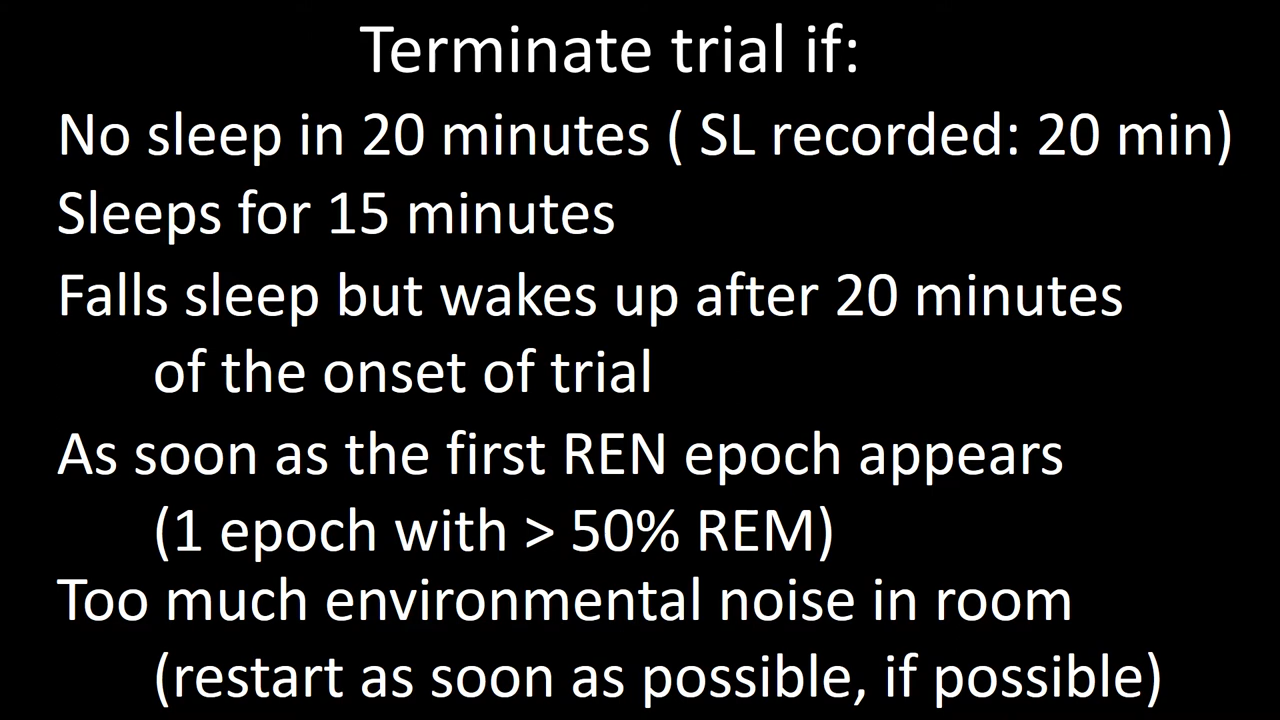 Terminate trial if:
No sleep in 20 minutes ( SL recorded: 20 min)
Sleeps for 15 minutes
Falls sleep but wakes up after 20 minutes
of the onset of trial
As soon as the first REN epoch appears
(1 epoch with > 50% REM)
Too much environmental noise in room
(restart as soon as possible, if possible)